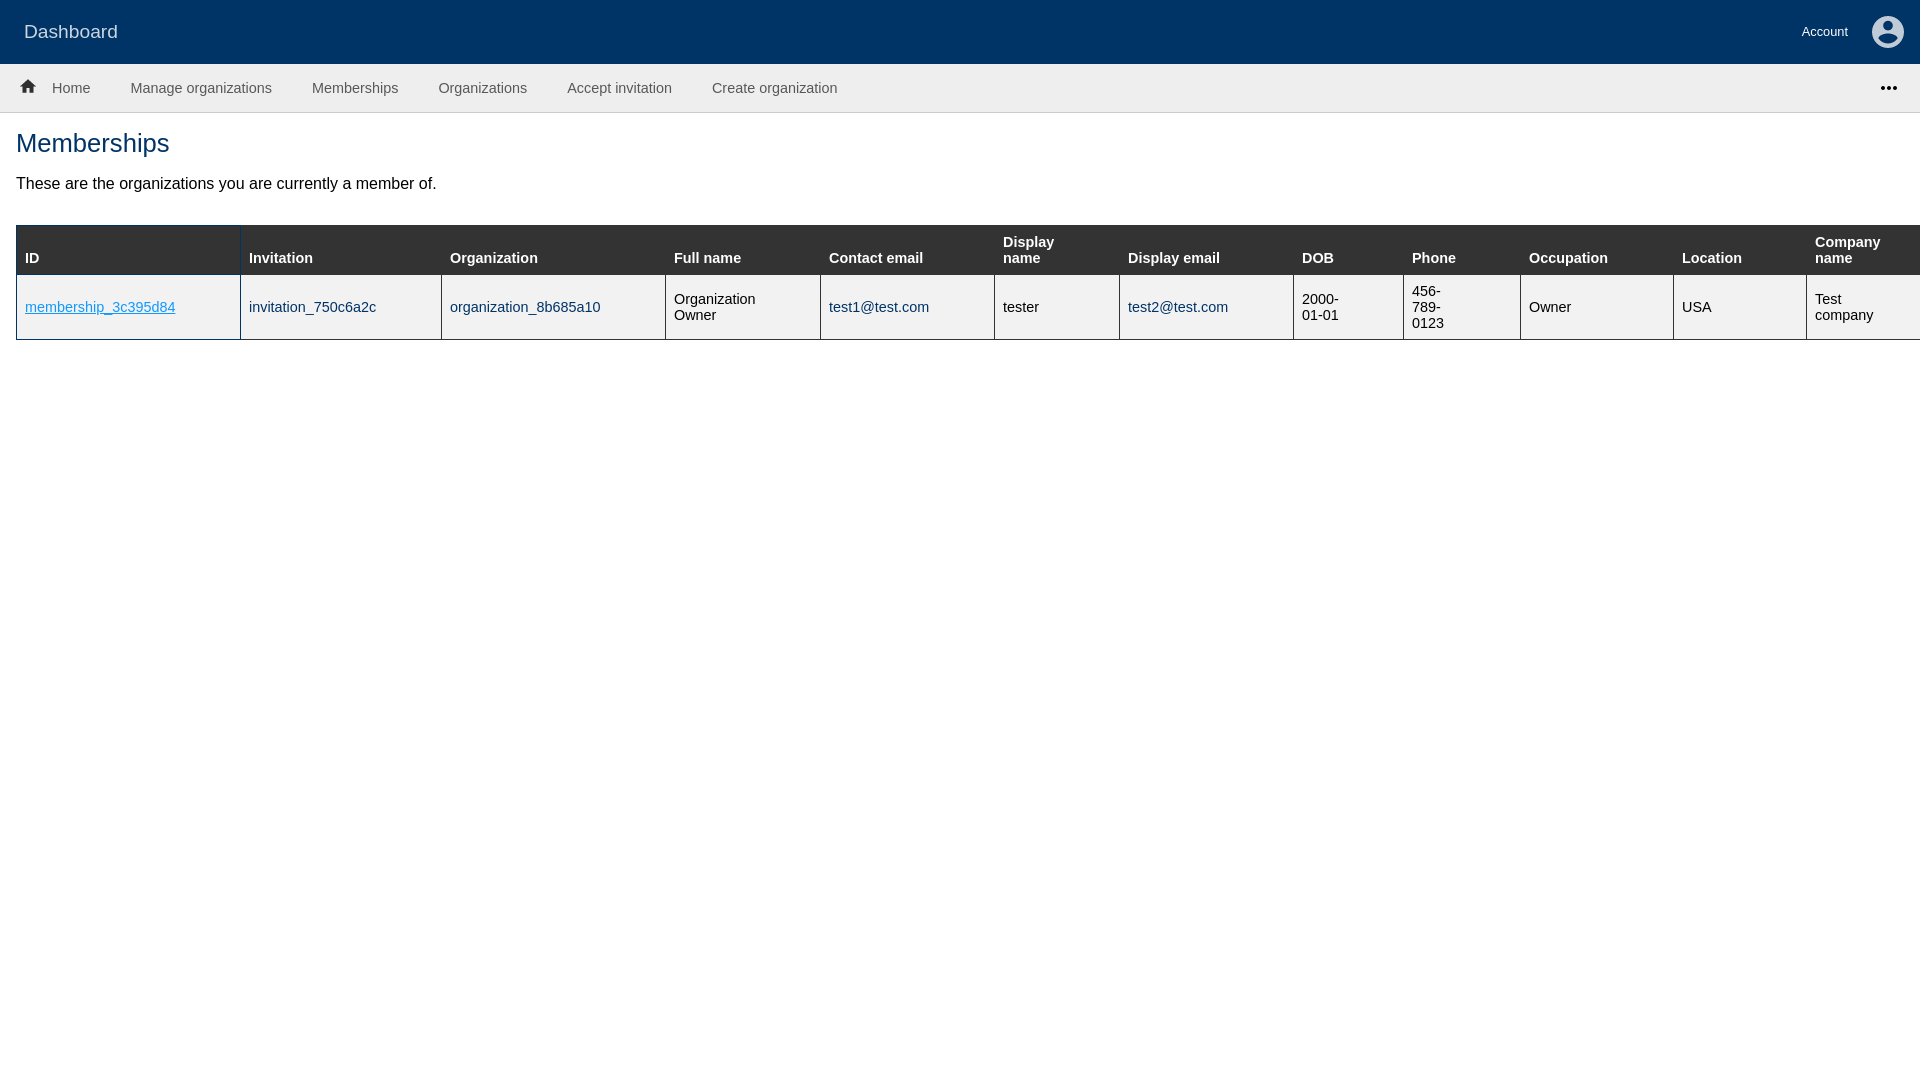 Dashboard
Account
Home
Manage organizations
Memberships
Organizations
Accept invitation
Create organization
Memberships
These are the organizations you are currently a member of.
ID
Invitation
Organization
Full name
Contact email
Display
name
Display email
DOB
Phone
Occupation
Location
Company
name
membership_3c395d84
invitation_750c6a2c
organization_8b685a10
Organization
Owner
test1@test.com
tester
test2@test.com
2000-
01-01
456-
789-
0123
Owner
USA
Test
company